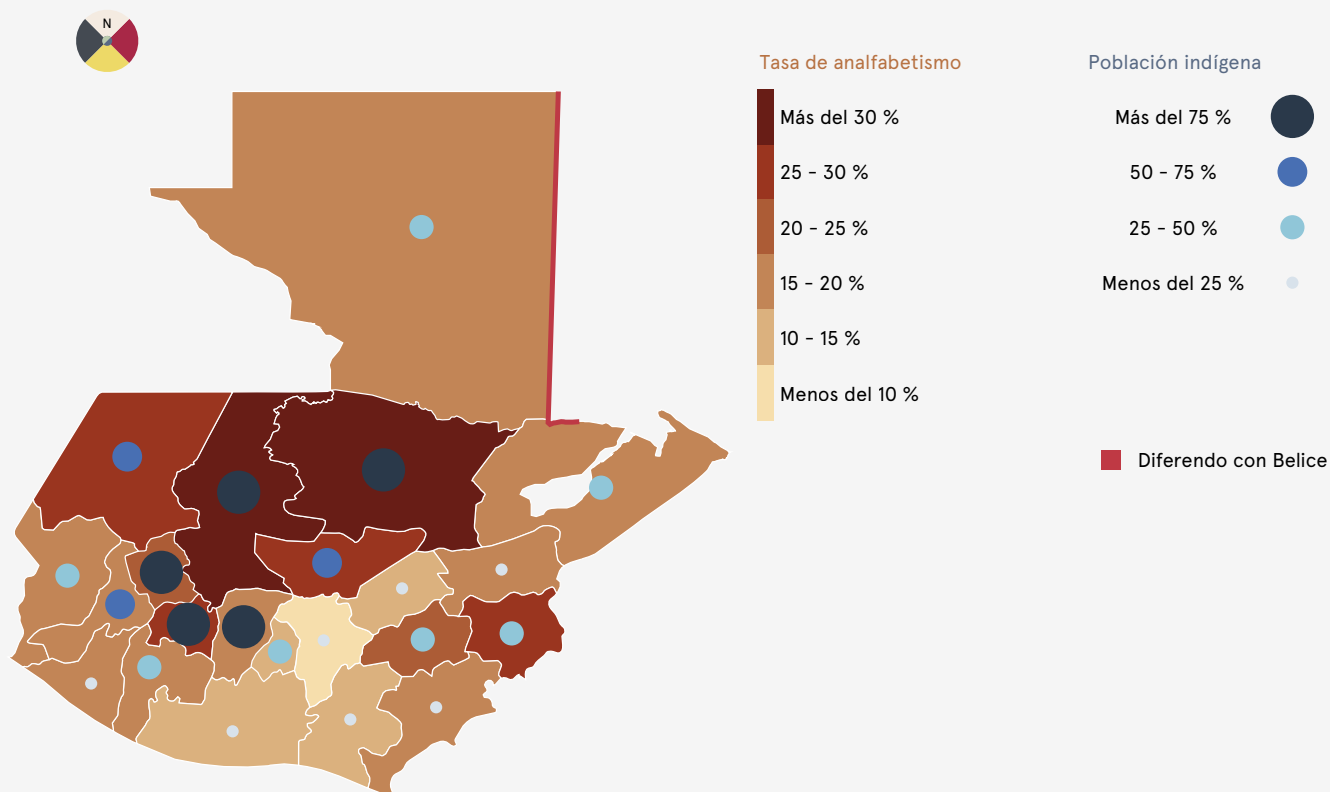 N
Tasa de analfabetismo
Más del 30 %
25 - 30 %
20 - 25 %
15 - 20 %
10 - 15 %
Menos del 10 %
Población indígena
Más del 75 %
50 - 75 %
25 - 50 %
Menos del 25 %
Diferendo con Belice